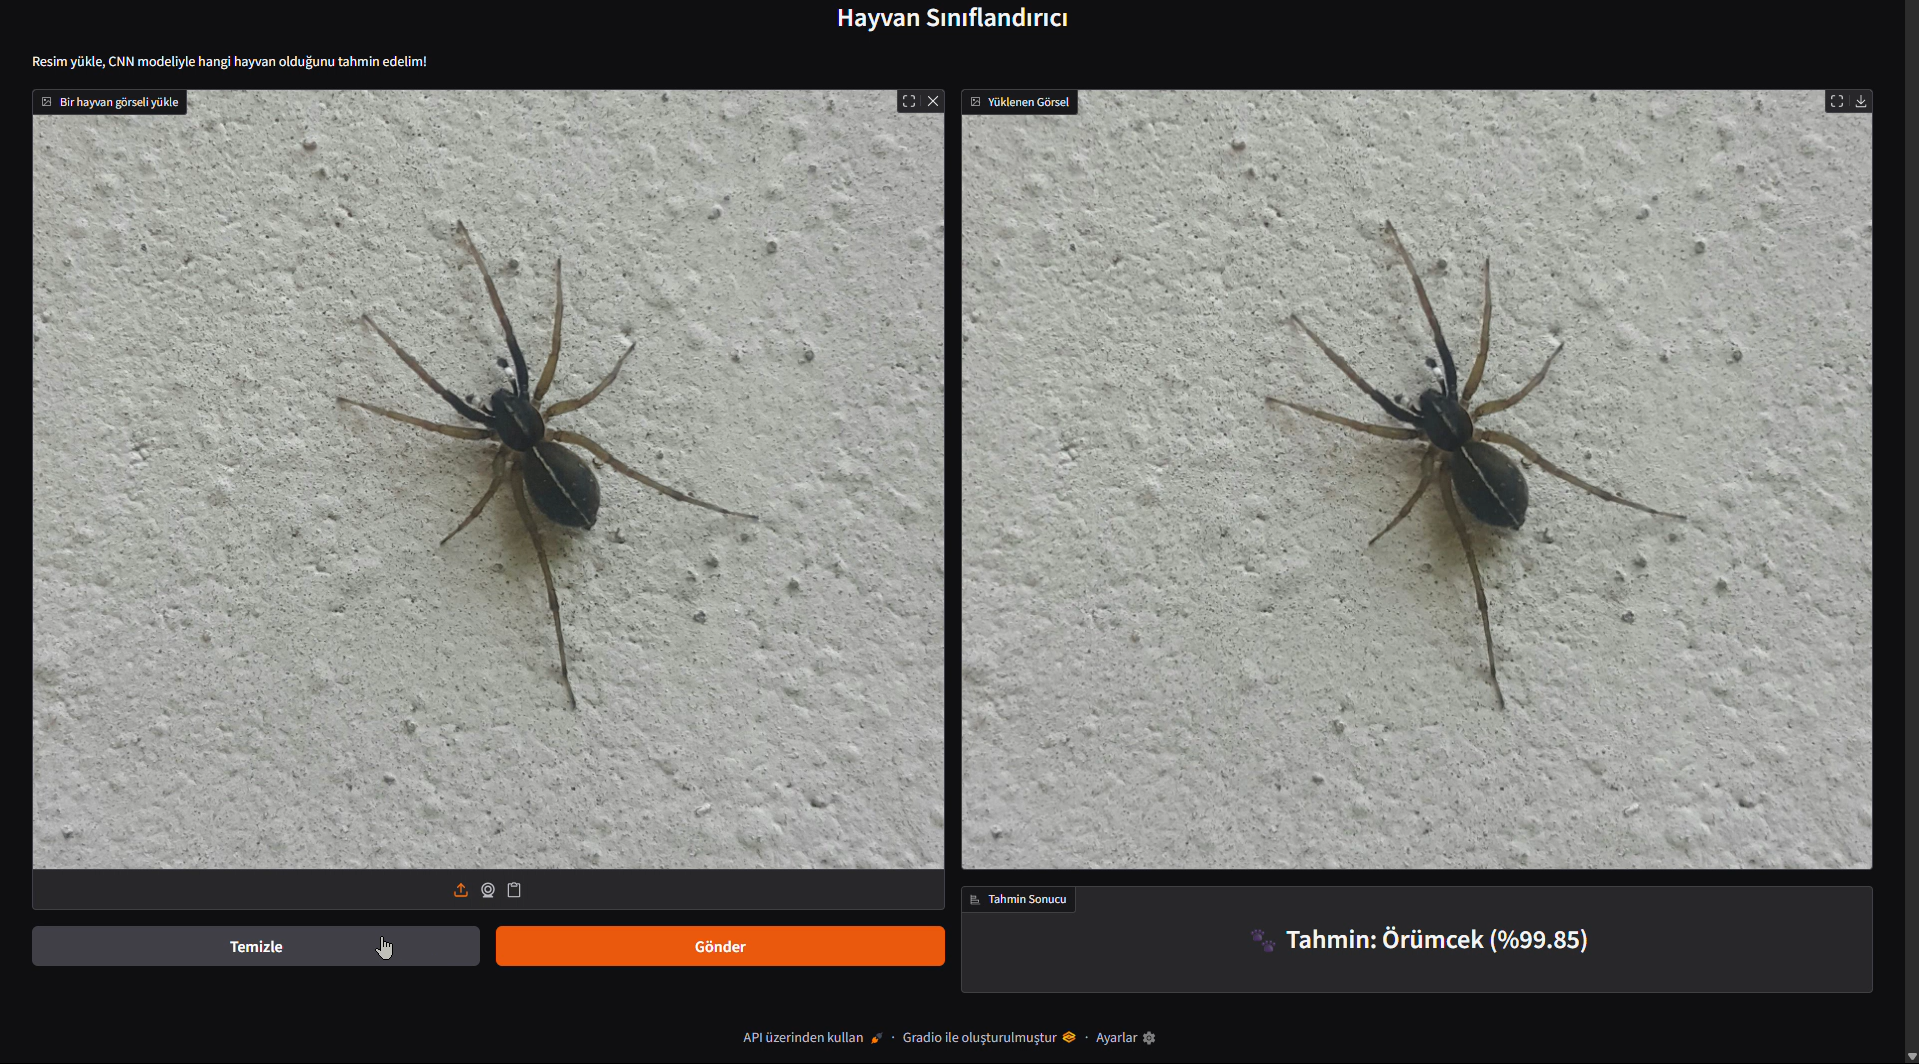 Hayvan Sınıflandırıcı
Resim yükle, CNN modeliyle hangi hayvan olduğunu tahmin edelim!
Bir hayvan görseli yükle
Yüklenen Görsel
Temizle
Gönder
Tahmin Sonucu
🐾 Tahmin: Örümcek (%99.85)
API üzerinden kullan 🚀 · Gradio ile oluşturulmuştur · Ayarlar ⚙